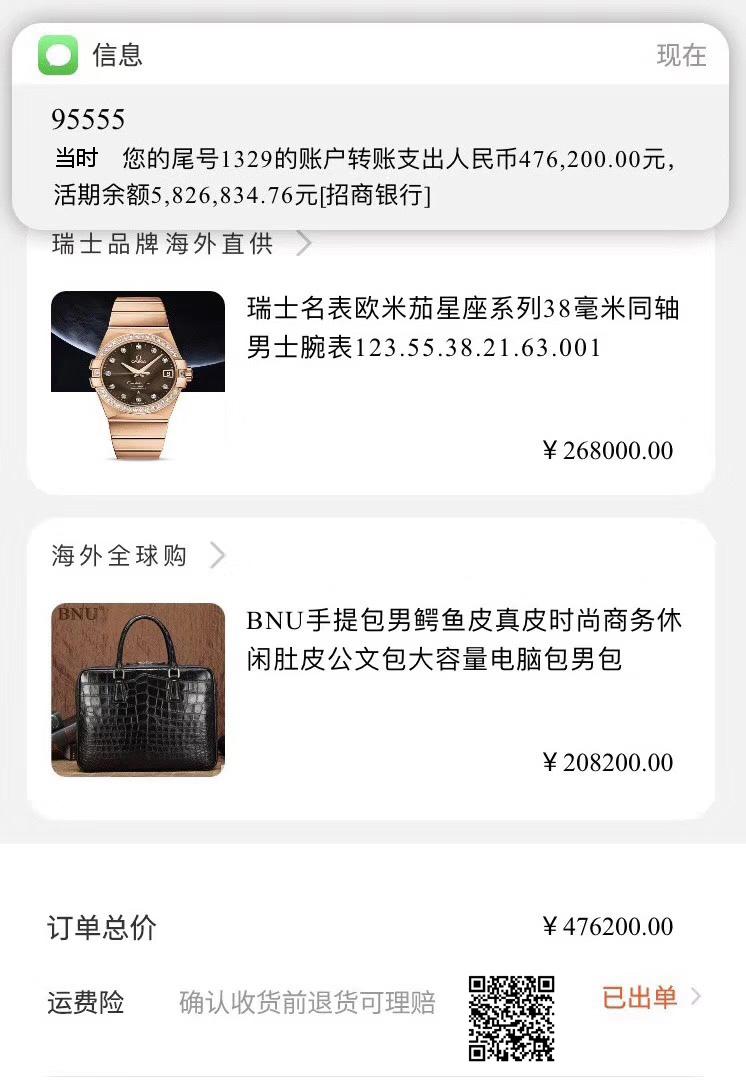 信息
现在
95555
当时 您的尾号1329的账户转账支出人民币476,200.00元,
活期余额5,826,834.76元[招商银行]
瑞士品牌海外直供
瑞士名表欧米茄星座系列38毫米同轴
男士腕表123.55.38.21.63.001
￥268000.00
海外全球购
BNU
BNU手提包男鳄鱼皮真皮时尚商务休
闲肚皮公文包大容量电脑包男包
￥208200.00
订单总价
￥476200.00
运费险
确认收货前退货可理赔
已出单